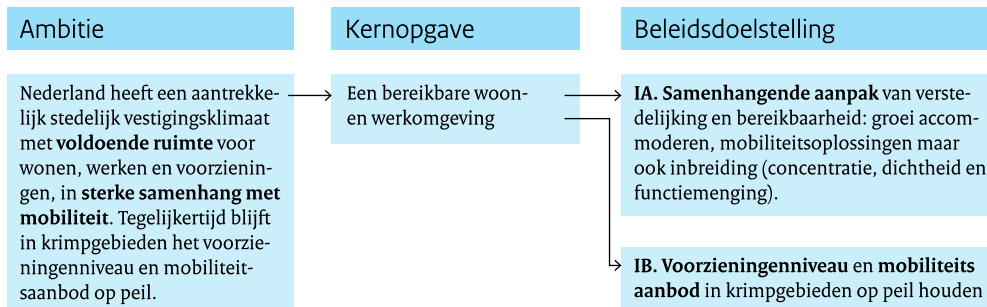 Ambitie
Kernopgave
Beleidsdoelstelling
Nederland heeft een aantrekke-
lijk stedelijk vestigingsklimaat
met voldoende ruimte voor
wonen, werken en voorzienin-
gen, in sterke samenhang met
mobiliteit. Tegelijkertijd blijft
in krimpgebieden het voorzie-
ningenniveau en mobiliteit-
saanbod op peil.
Een bereikbare woon-
en werkomgeving
IA. Samenhangende aanpak van verste-
delijking en bereikbaarheid: groei accom-
moderen, mobiliteitsoplossingen maar
ook inbreiding (concentratie, dichtheid en
functiemenging).
IB. Voorzieningenniveau en mobiliteits
aanbod in krimpgebieden op peil houden